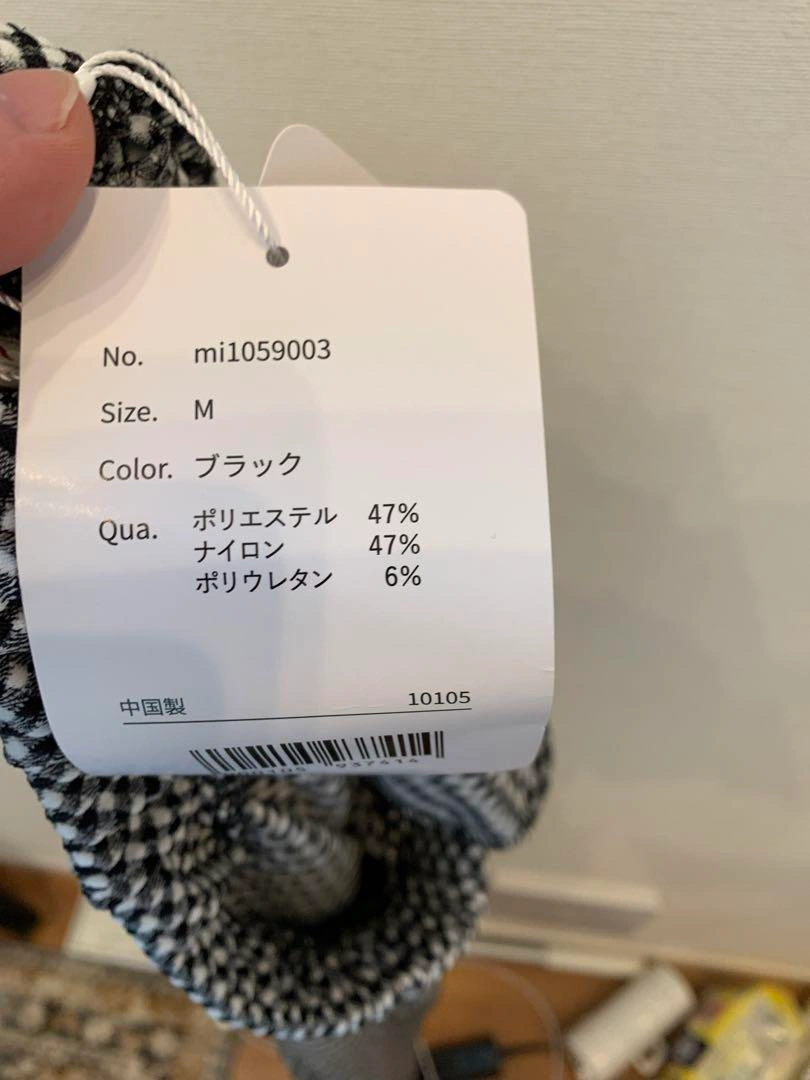 No. mi1059003
Size. M
Color. ブラック
Qua. ポリエステル 47%
ナイロン 47%
ポリウレタン 6%
中国製 10105